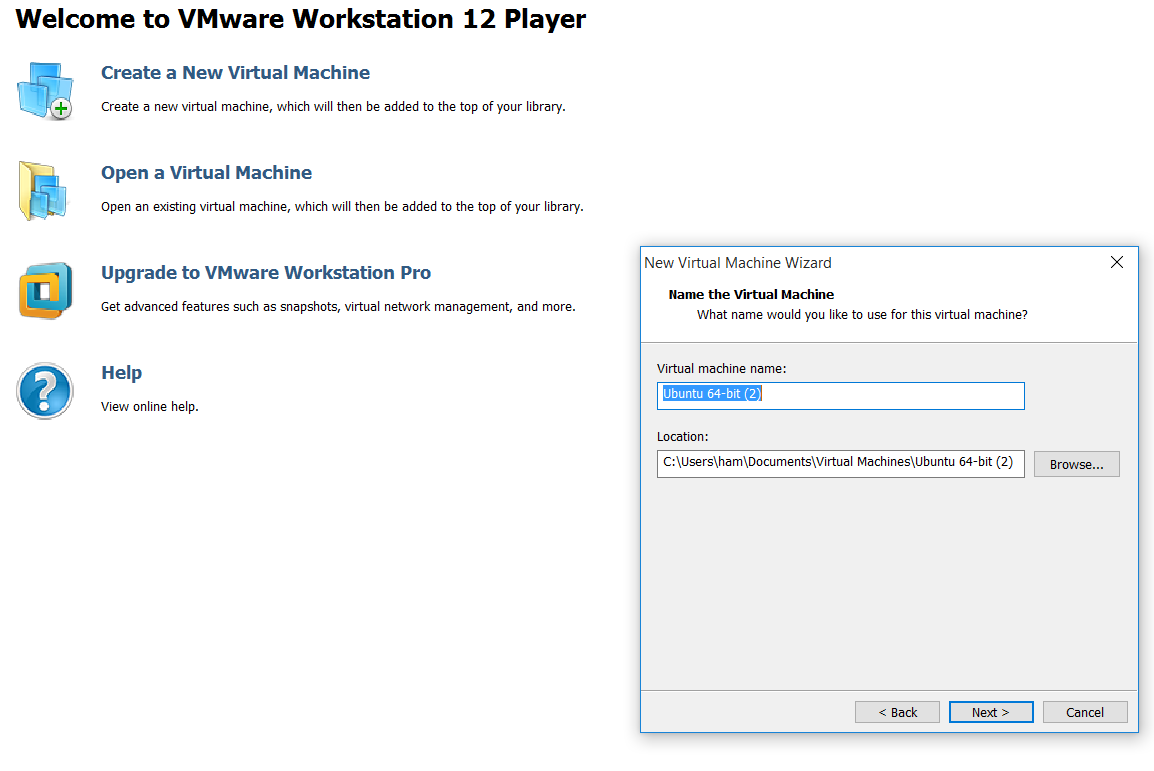 Welcome to VMware Workstation 12 Player
Create a New Virtual Machine
Create a new virtual machine, which will then be added to the top of your library.
Open a Virtual Machine
Open an existing virtual machine, which will then be added to the top of your library.
Upgrade to VMware Workstation Pro
Get advanced features such as snapshots, virtual network management, and more.
Help
View online help.
New Virtual Machine Wizard
Name the Virtual Machine
What name would you like to use for this virtual machine?
Virtual machine name:
Ubuntu 64-bit (2)
Location:
C:\Users\ham\Documents\Virtual Machines\Ubuntu 64-bit (2)
Browse...
< Back
Next >
Cancel